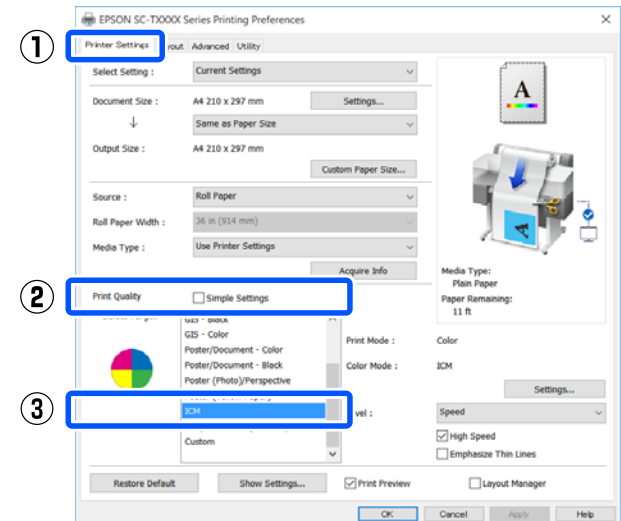 EPSON SC-TXXXX Series Printing Preferences
1
Printer Settings
Advanced
Utility
Select Setting :
Current Settings
A
Document Size :
A4 210 x 297 mm
Settings...
Same as Paper Size
Output Size :
A4 210 x 297 mm
Custom Paper Size...
Source :
Roll Paper
Roll Paper Width :
36 in (914 mm)
Media Type :
Use Printer Settings
Acquire Info
Media Type:
Plain Paper
Paper Remaining:
11 ft
2
Print Quality
Simple Settings
GIS - Black
GIS - Color
Poster/Document - Color
Poster/Document - Black
Poster (Photo)/Perspective
Print Mode :
Color
Color Mode :
ICM
Settings...
3
ICM
Custom
Speed
High Speed
Emphasize Thin Lines
Restore Default
Show Settings...
Print Preview
Layout Manager
OK
Cancel
Apply
Help